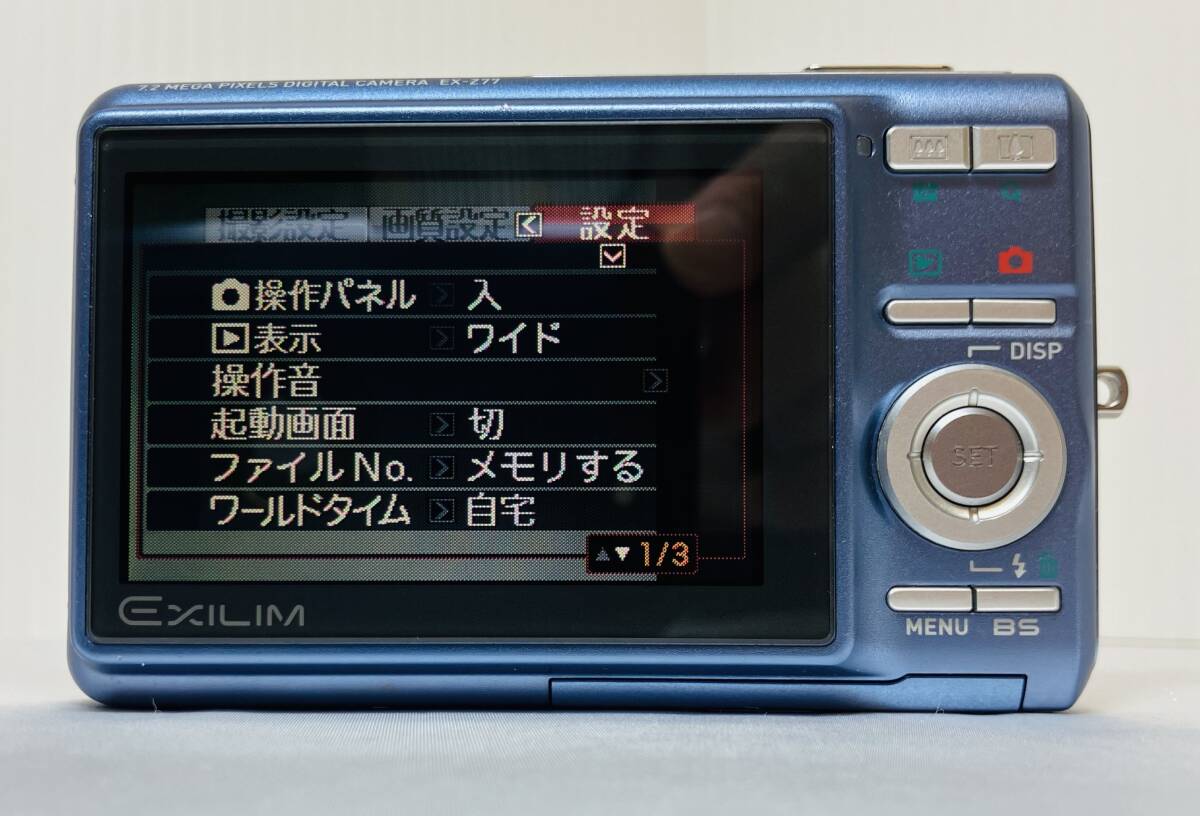 7.2 MEGA PIXELS DIGITAL CAMERA EX-Z77
撮影設定 画質設定 設定
操作パネル 入
表示 ワイド
操作音
起動画面 切
ファイルNo. メモリする
ワールドタイム 自宅
1/3
EXILIM
DISP
SET
MENU BS